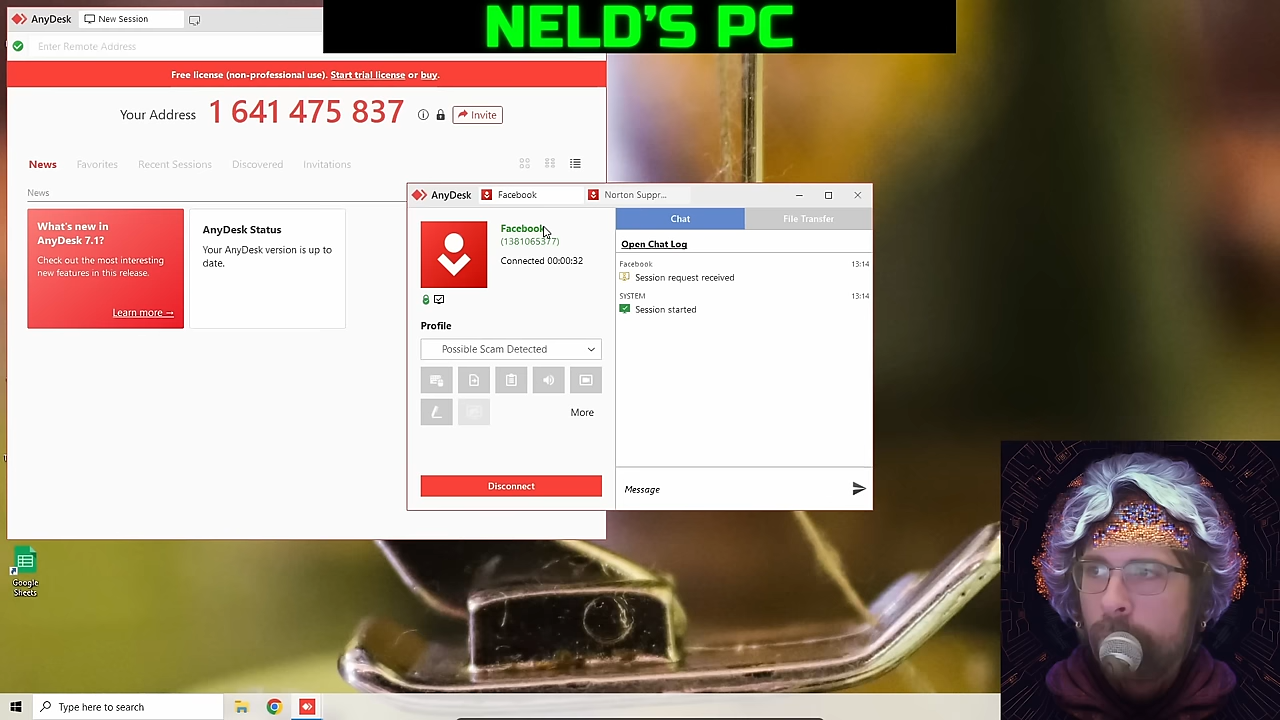 NELD'S PC
AnyDesk
New Session
Enter Remote Address
Free license (non-professional use). Start trial license or buy.
Your Address 1 641 475 837
Invite
News Favorites Recent Sessions Discovered Invitations
News
What's new in
AnyDesk 7.1?
Check out the most interesting
new features in this release.
Learn more →
AnyDesk Status
Your AnyDesk version is up to
date.
AnyDesk
Facebook
Norton Suppr...
Facebook
(1381065377)
Connected 00:00:32
Profile
Possible Scam Detected
More
Disconnect
Chat
File Transfer
Open Chat Log
Facebook 13:14
Session request received
SYSTEM 13:14
Session started
Message
Google
Sheets
Type here to search